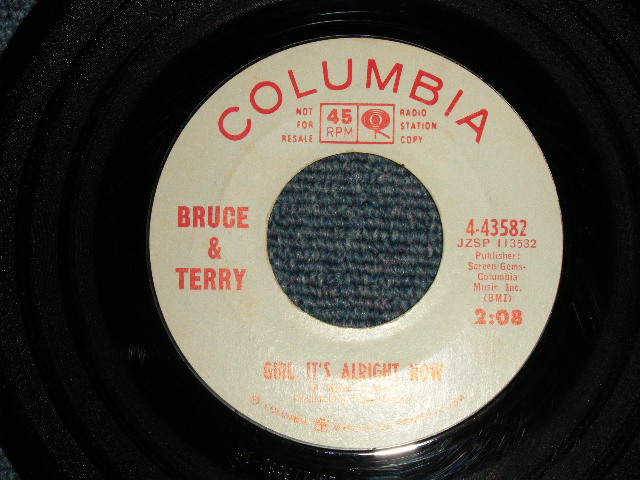 COLUMBIA
NOT FOR RESALE
45 RPM
RADIO STATION COPY
BRUCE & TERRY
4-43582
JZSP 113532
Publisher:
Screen Gems-
Columbia
Music Inc.
(BMI)
2:08
GIRL, IT'S ALRIGHT NOW